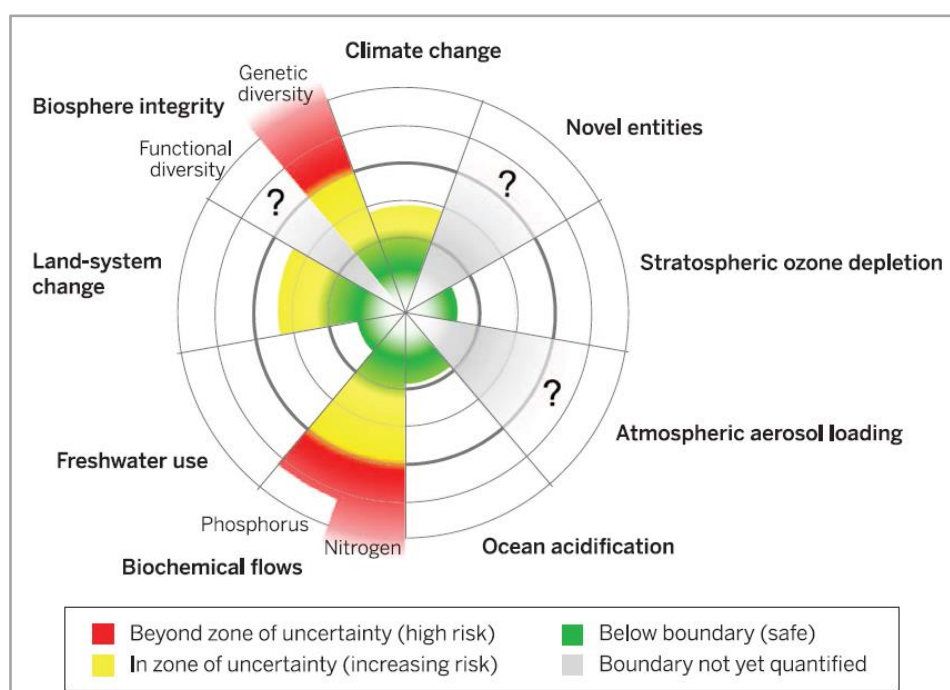 Climate change
Genetic
diversity
Biosphere integrity
Novel entities
Functional
diversity
?
?
Land-system
change
Stratospheric ozone depletion
?
Atmospheric aerosol loading
Freshwater use
Phosphorus
Nitrogen
Ocean acidification
Biochemical flows
Beyond zone of uncertainty (high risk)
In zone of uncertainty (increasing risk)
Below boundary (safe)
Boundary not yet quantified